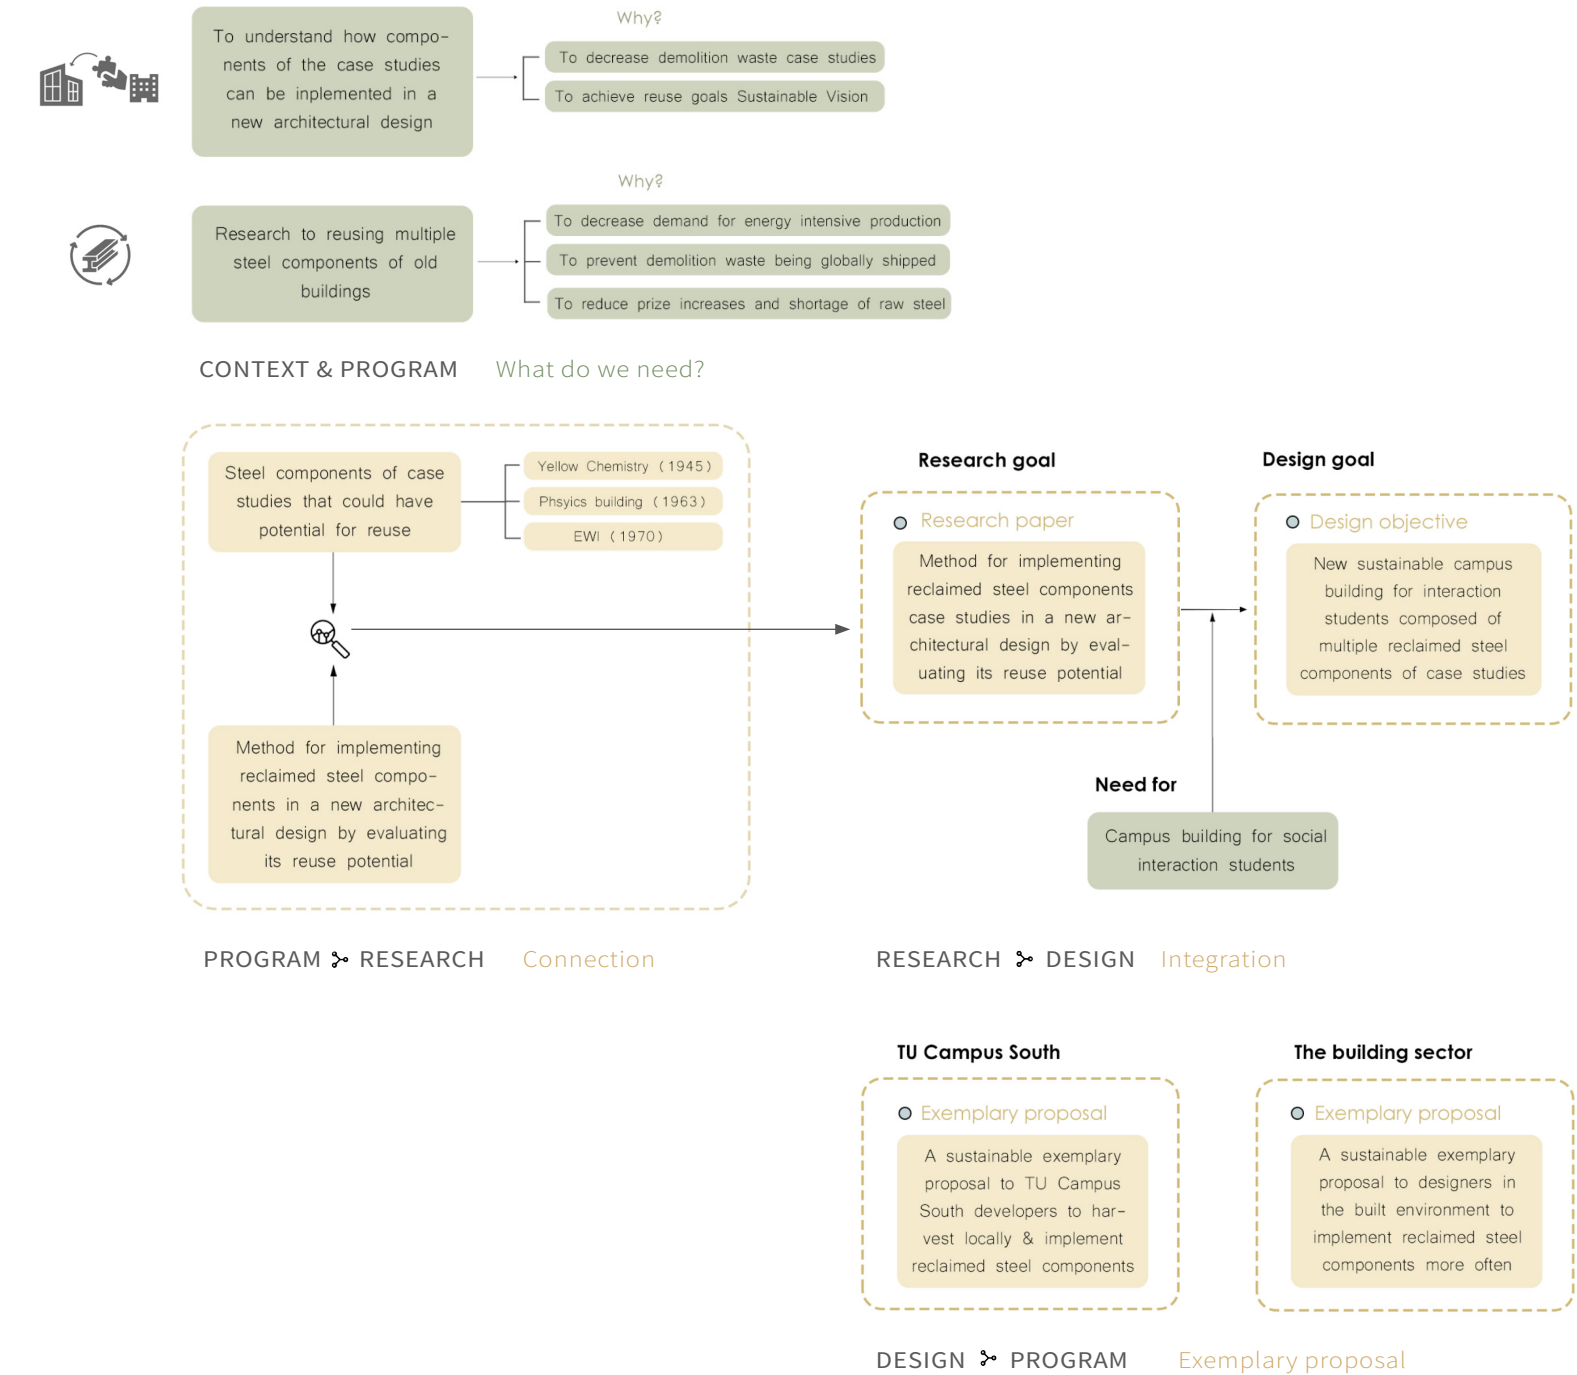 To understand how compo-
nents of the case studies
can be inplemented in a
new architectural design
Why?
To decrease demolition waste case studies
To achieve reuse goals Sustainable Vision
Research to reusing multiple
steel components of old
buildings
Why?
To decrease demand for energy intensive production
To prevent demolition waste being globally shipped
To reduce prize increases and shortage of raw steel
CONTEXT & PROGRAM What do we need?
Steel components of case
studies that could have
potential for reuse
Yellow Chemistry (1945)
Phsyics building (1963)
EWI (1970)
Method for implementing
reclaimed steel compo-
nents in a new architec-
tural design by evaluating
its reuse potential
Research goal
Research paper
Method for implementing
reclaimed steel components
case studies in a new ar-
chitectural design by eval-
uating its reuse potential
Design goal
Design objective
New sustainable campus
building for interaction
students composed of
multiple reclaimed steel
components of case studies
Need for
Campus building for social
interaction students
PROGRAM RESEARCH Connection
RESEARCH DESIGN Integration
TU Campus South
Exemplary proposal
A sustainable exemplary
proposal to TU Campus
South developers to har-
vest locally & implement
reclaimed steel components
The building sector
Exemplary proposal
A sustainable exemplary
proposal to designers in
the built environment to
implement reclaimed steel
components more often
DESIGN PROGRAM Exemplary proposal